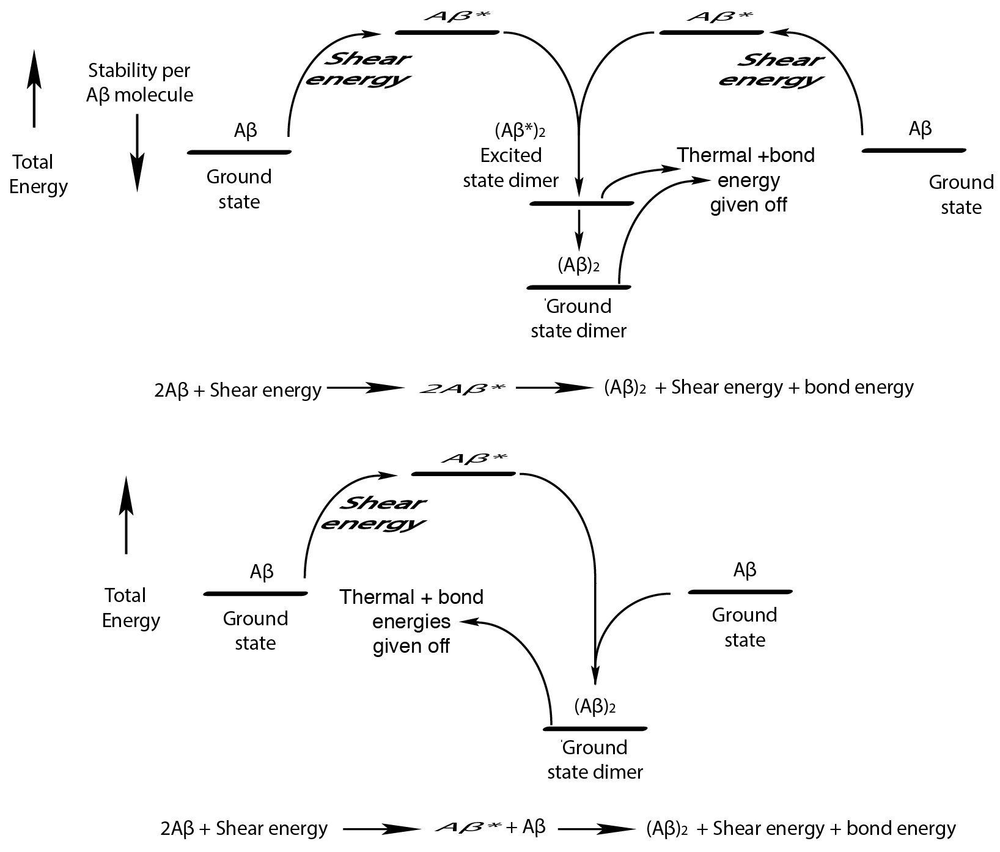 Aβ*
Aβ*
Shear
energy
Shear
energy
Stability per
Aβ molecule
Total
Energy
Aβ
Ground
state
(Aβ*)2
Excited
state dimer
Thermal +bond
energy
given off
Aβ
Ground
state
(Aβ)2
'Ground
state dimer
2Aβ + Shear energy 2Aβ* (Aβ)2 + Shear energy + bond energy
Aβ*
Shear
energy
Total
Energy
Aβ
Ground
state
Thermal + bond
energies
given off
Aβ
Ground
state
(Aβ)2
'Ground
state dimer
2Aβ + Shear energy Aβ* + Aβ (Aβ)2 + Shear energy + bond energy